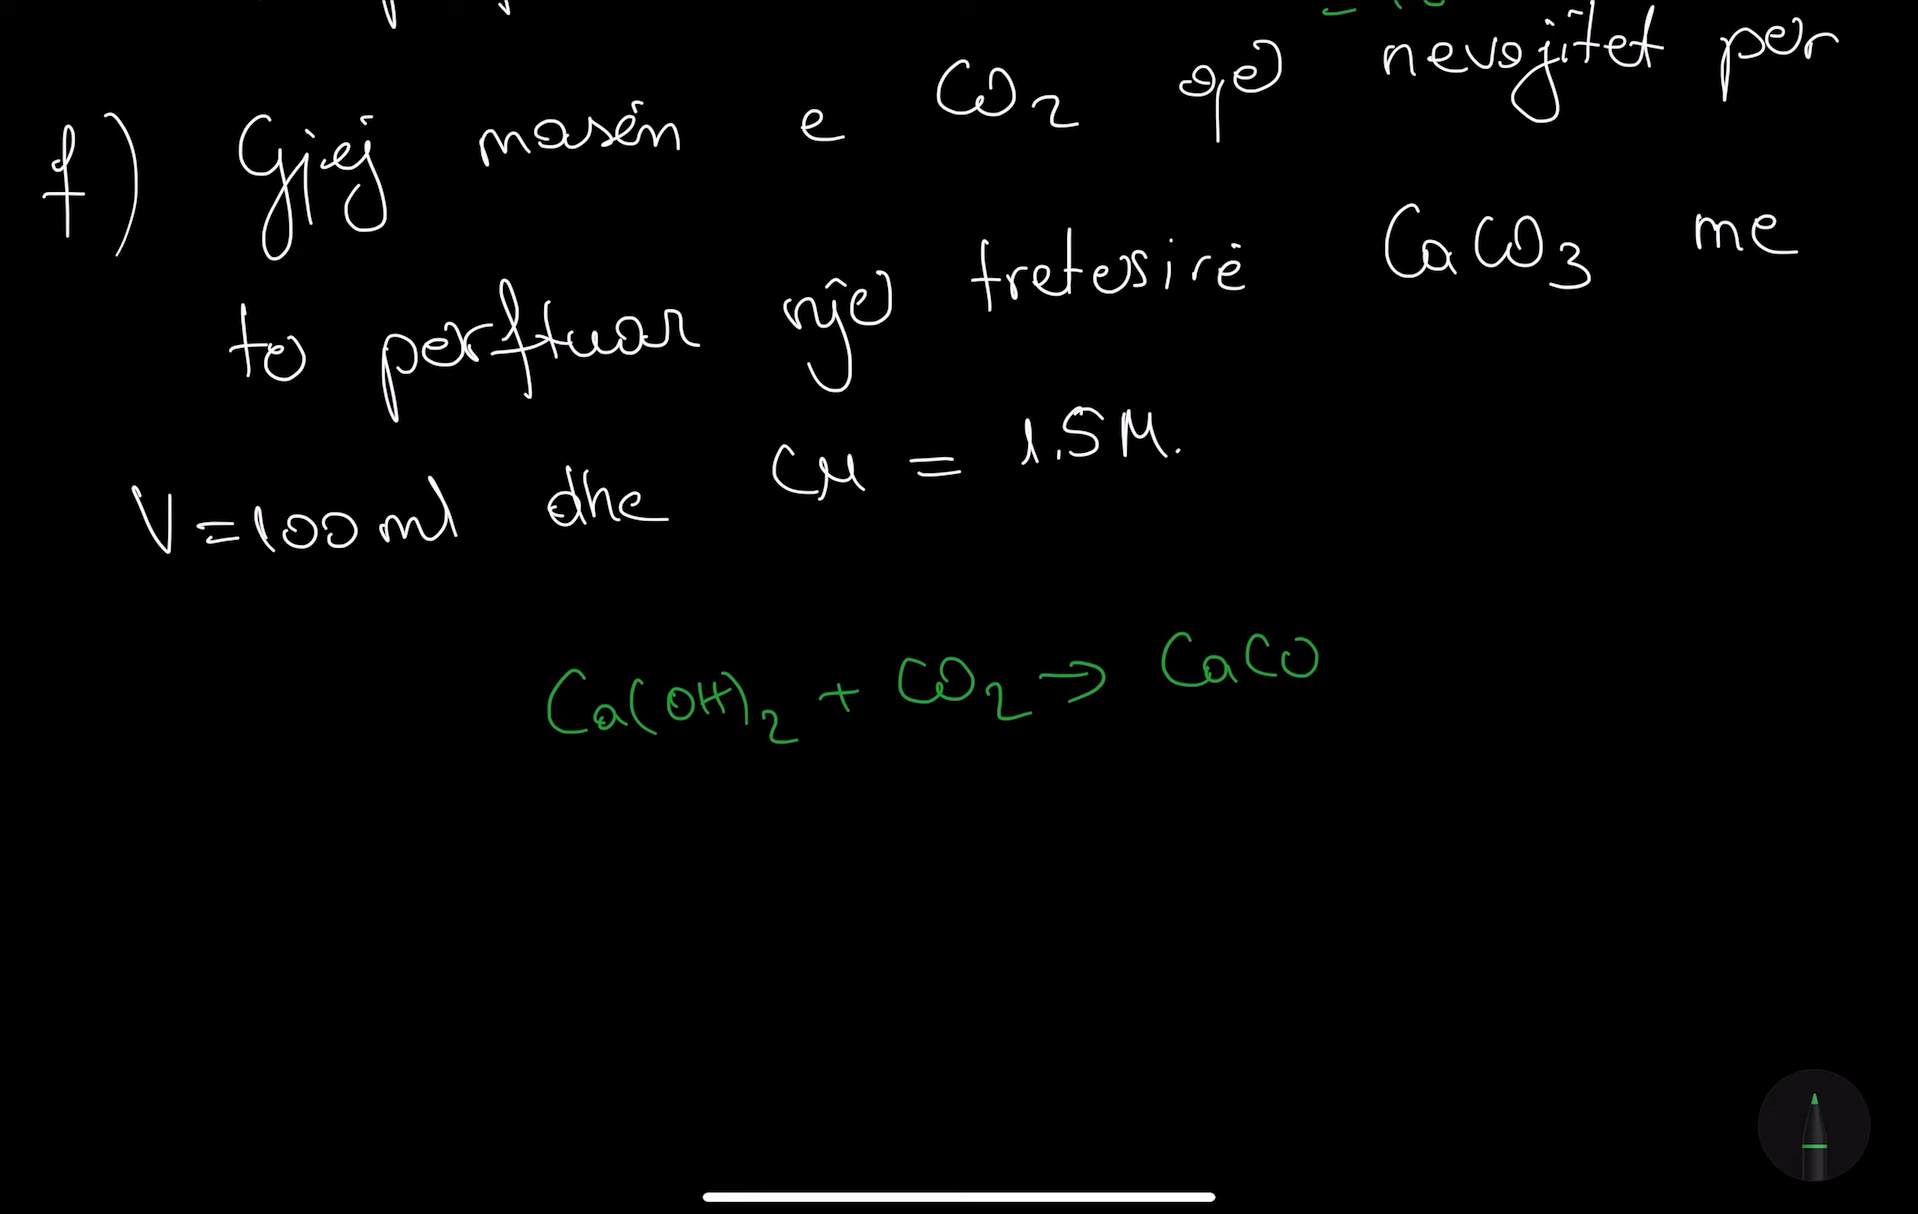 f) Gjej masën e CO2 që nevojitet për
të përftuar një tretësirë CaCO3 me
V=100 ml dhe CM = 1.5M.
Ca(OH)2 + CO2 → CaCO